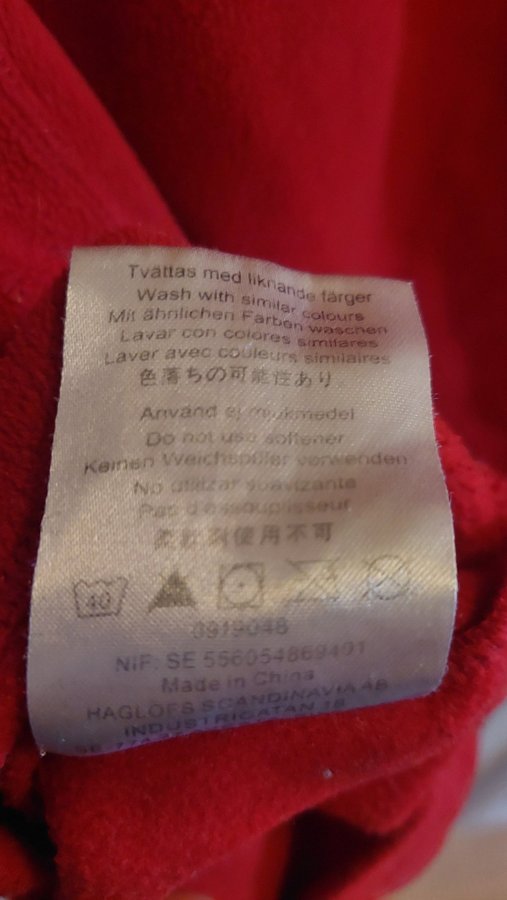 Tvättas med liknande färger
Wash with similar colours
Mit ähnlichen Farben waschen
Lavar con colores similares
Laver avec couleurs similaires
色落ちの可能性あり
Använd ej mjukmedel
Do not use softener
Keinen Weichspüler verwenden
No utilizar suavizante
Pas d'essouplisseur
柔軟剤使用不可
40
0919048
NIF: SE 556054869401
Made in China
HAGLÖFS SCANDINAVIA AB
INDUSTRIGATAN